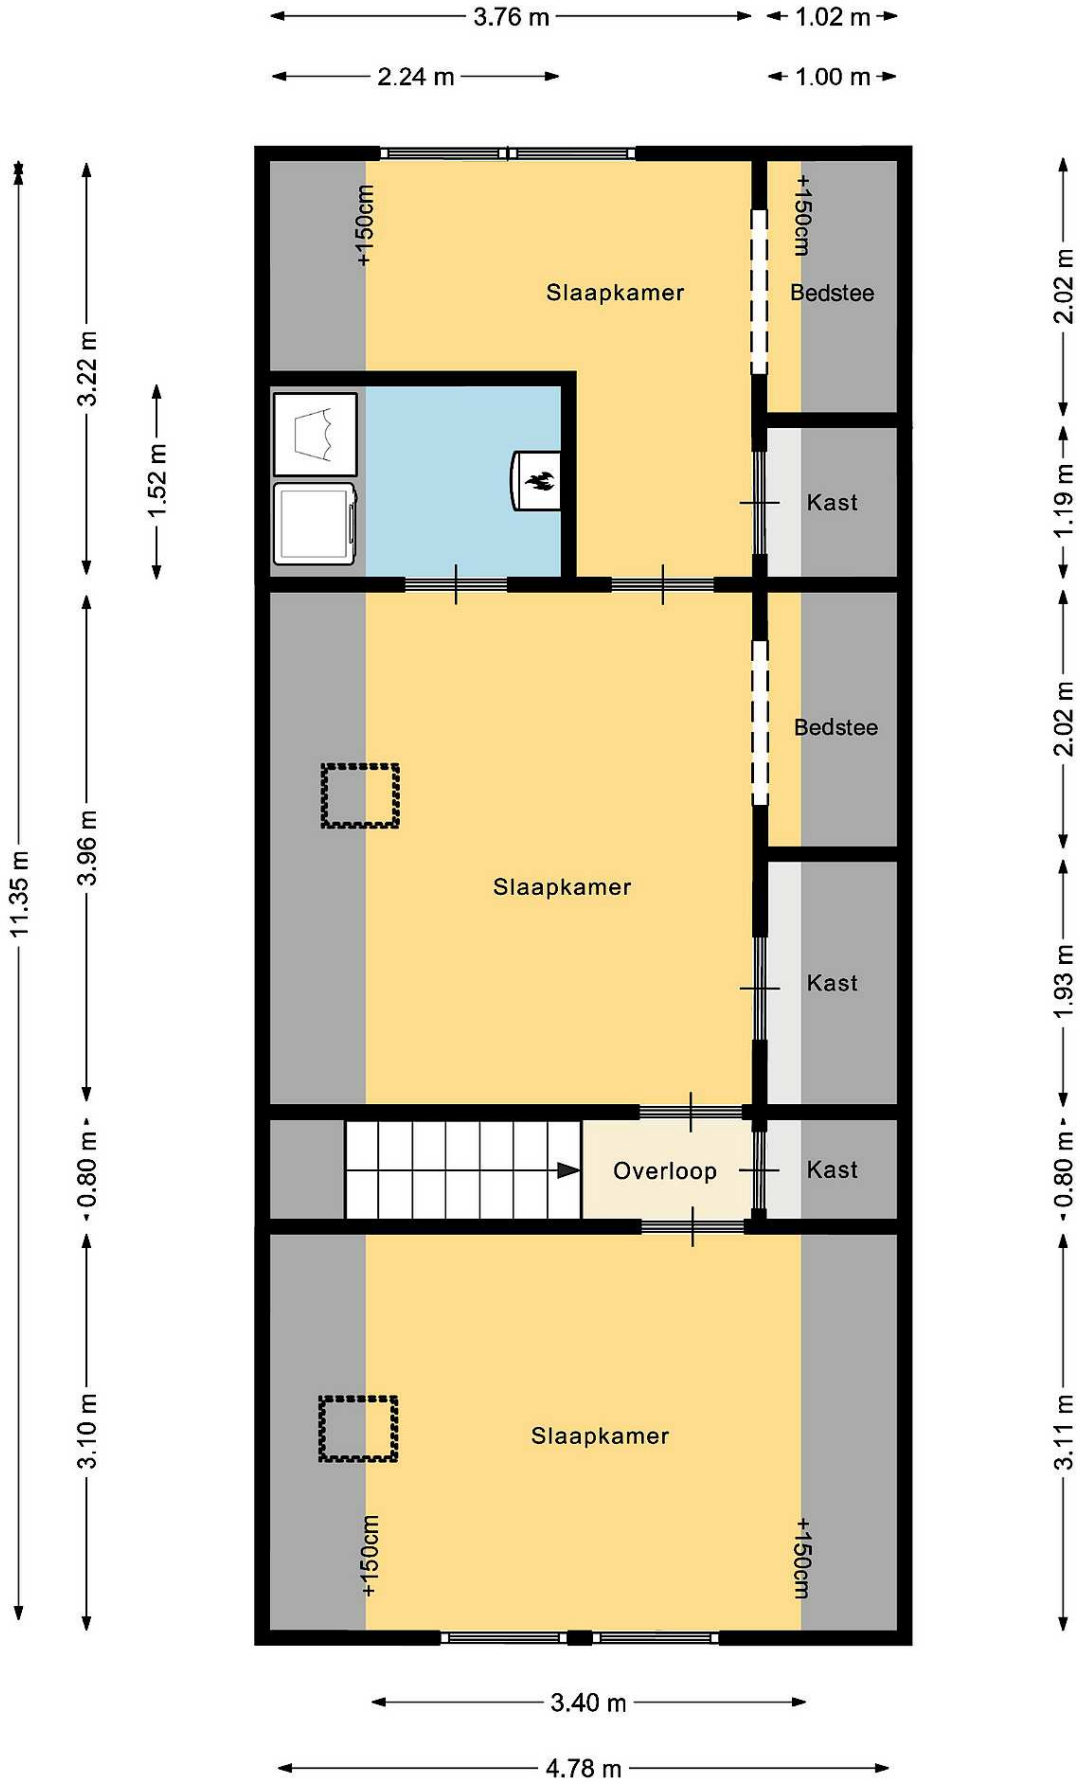 3.76 m
1.02 m
2.24 m
1.00 m
+150cm
+150cm
Slaapkamer
Bedstee
2.02 m
3.22 m
1.52 m
Kast
1.19 m
Bedstee
2.02 m
11.35 m
3.96 m
Slaapkamer
Kast
1.93 m
0.80 m
Overloop
Kast
0.80 m
3.10 m
Slaapkamer
3.11 m
+150cm
+150cm
3.40 m
4.78 m